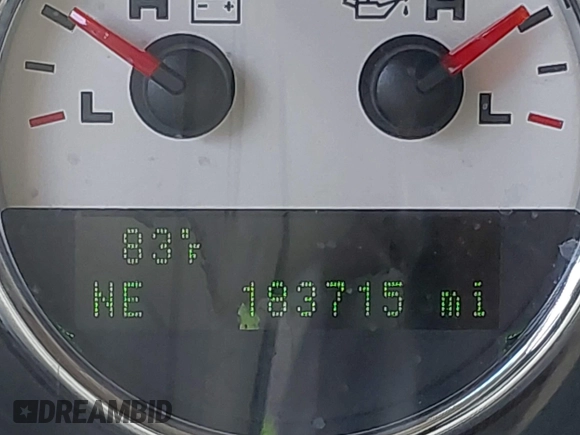 H - + H
L L
83°F
NE 183715 mi
DREAMBID